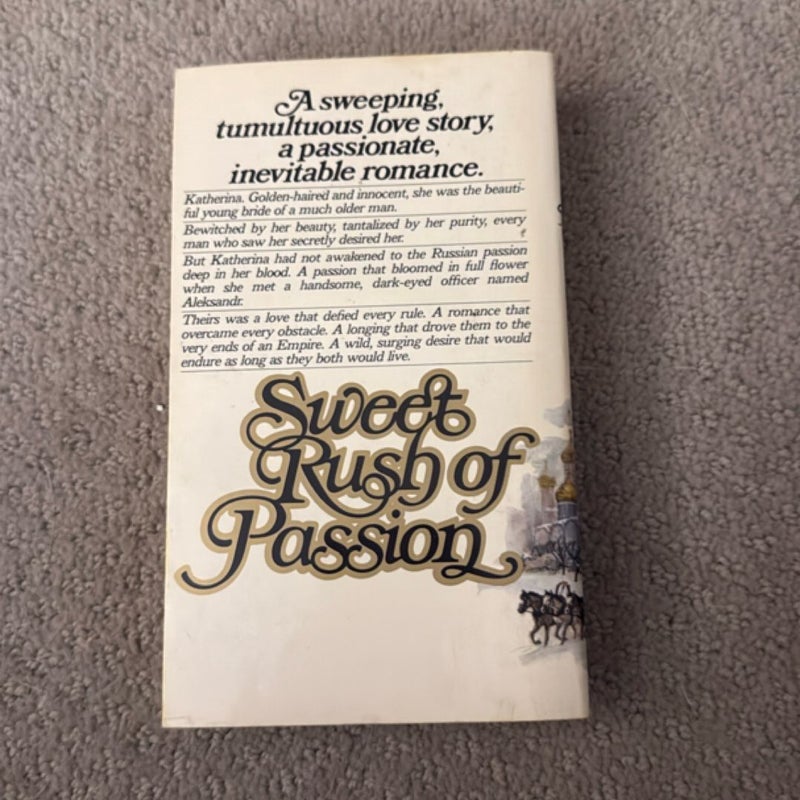 A sweeping,
tumultuous love story,
a passionate,
inevitable romance.
Katherina. Golden-haired and innocent, she was the beauti-
ful young bride of a much older man.
Bewitched by her beauty, tantalized by her purity, every
man who saw her secretly desired her.
But Katherina had not awakened to the Russian passion
deep in her blood. A passion that bloomed in full flower
when she met a handsome, dark-eyed officer named
Aleksandr.
Theirs was a love that defied every rule. A romance that
overcame every obstacle. A longing that drove them to the
very ends of an Empire. A wild, surging desire that would
endure as long as they both would live.
Sweet
Rush of
Passion